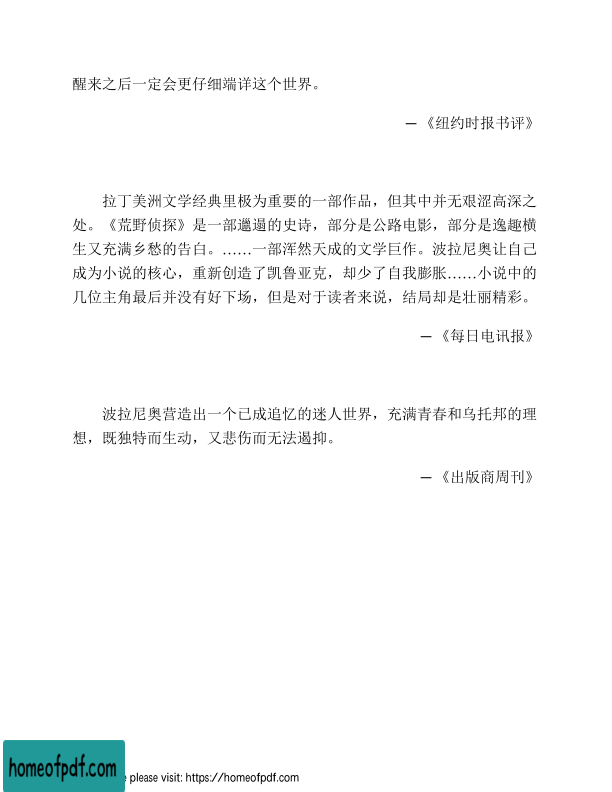 醒来之后一定会更仔细端详这个世界。
—《纽约时报书评》
拉丁美洲文学经典里极为重要的一部作品，但其中并无艰涩高深之
处。《荒野侦探》是一部邋遢的史诗，部分是公路电影，部分是逸趣横
生又充满乡愁的告白。……一部浑然天成的文学巨作。波拉尼奥让自己
成为小说的核心，重新创造了凯鲁亚克，却少了自我膨胀……小说中的
几位主角最后并没有好下场，但是对于读者来说，结局却是壮丽精彩。
—《每日电讯报》
波拉尼奥营造出一个已成追忆的迷人世界，充满青春和乌托邦的理
想，既独特而生动，又悲伤而无法遏抑。
—《出版商周刊》
homeofpdf.com
e please visit: https://homeofpdf.com